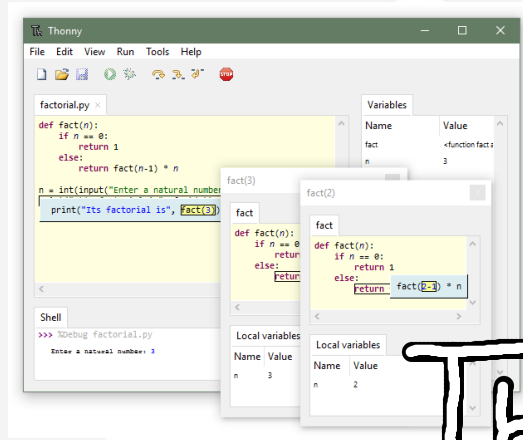 Thonny
File Edit View Run Tools Help
factorial.py
def fact(n):
    if n == 0:
        return 1
    else:
        return fact(n-1) * n
n = int(input("Enter a natural number
print("Its factorial is", fact(3))
Shell
>>> %Debug factorial.py
Enter a natural number: 3
Variables
Name Value
fact <function fact a
n 3
fact(3)
fact
def fact(n):
    if n == 0
        retur
    else:
        retur
Local variables
Name Value
n 3
fact(2)
fact
def fact(n):
    if n == 0:
        return 1
    else:
        return fact(2-1) * n
Local variables
Name Value
n 2
STOP
Th